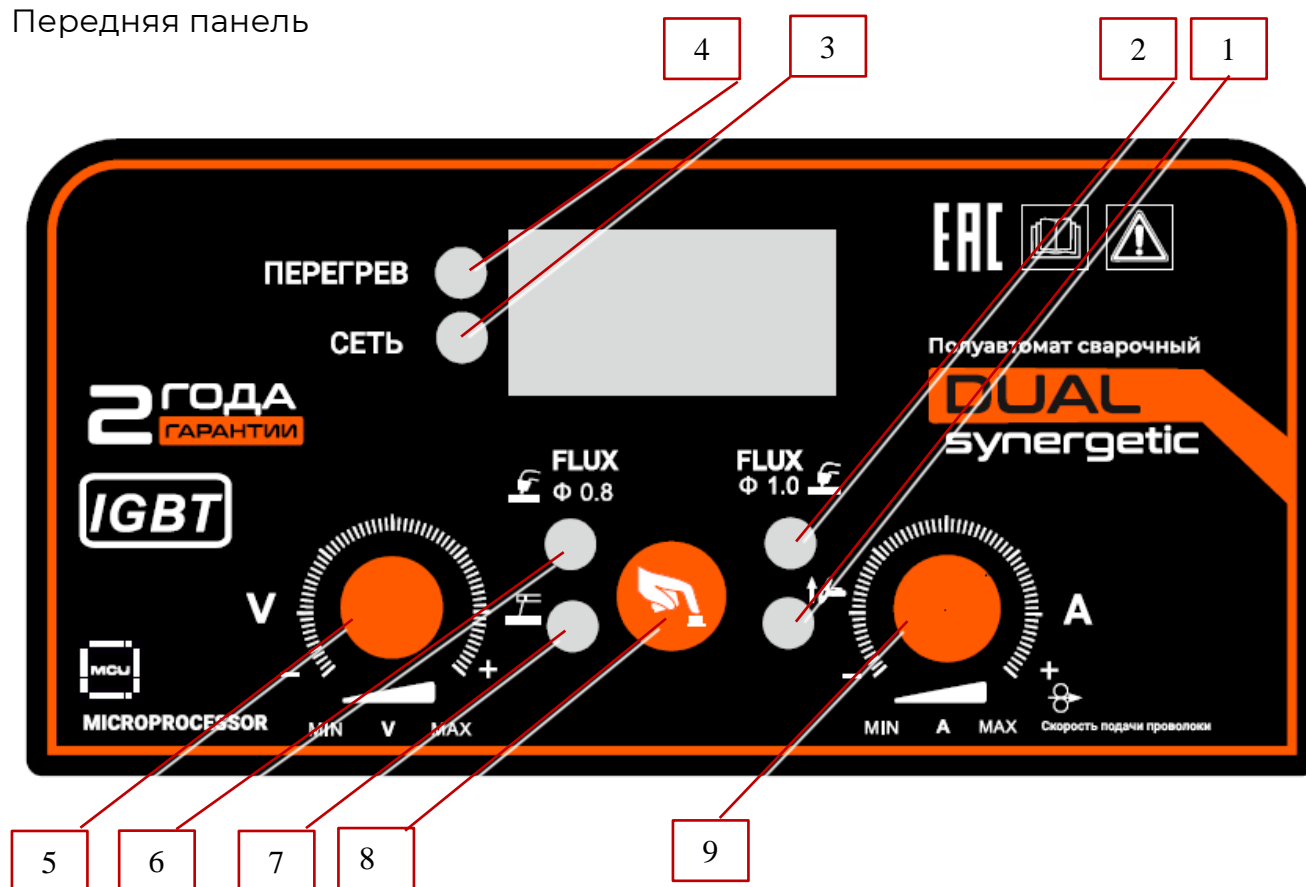 Передняя панель
4
3
2
1
ПЕРЕГРЕВ
СЕТЬ
EAC
Полуавтомат сварочный
DUAL
synergetic
2 ГОДА
ГАРАНТИИ
IGBT
FLUX
Ф 0.8
FLUX
Ф 1.0
V
A
- +
- +
MCU
MICROPROCESSOR
MIN V MAX
MIN A MAX
Скорость подачи проволоки
5
6
7
8
9